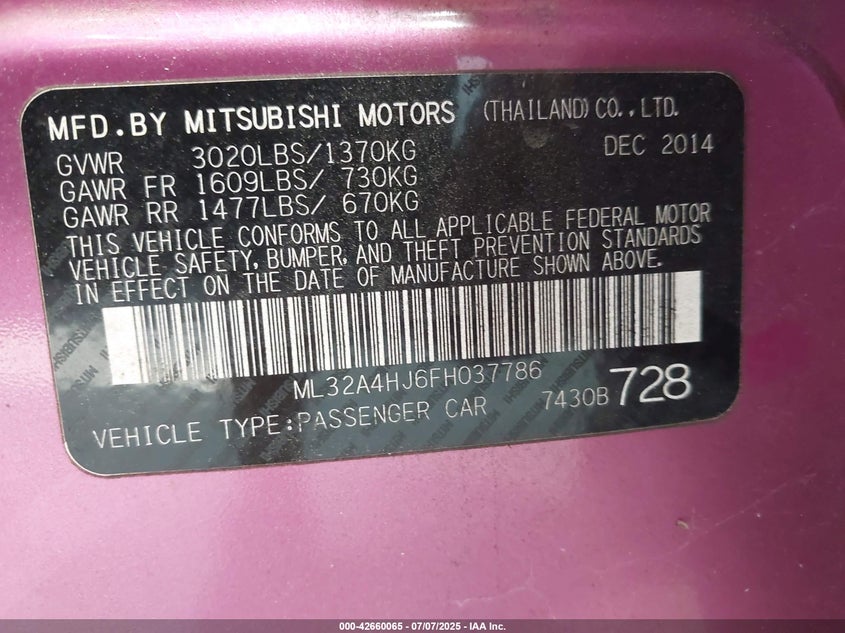 MFD.BY MITSUBISHI MOTORS (THAILAND) CO.,LTD.
GVWR 3020LBS/1370KG DEC 2014
GAWR FR 1609LBS/ 730KG
GAWR RR 1477LBS/ 670KG
THIS VEHICLE CONFORMS TO ALL APPLICABLE FEDERAL MOTOR
VEHICLE SAFETY, BUMPER, AND THEFT PREVENTION STANDARDS
IN EFFECT ON THE DATE OF MANUFACTURE SHOWN ABOVE.
ML32A4HJ6FH037786
VEHICLE TYPE:PASSENGER CAR 7430B 728
000-42660065 - 07/07/2025 - IAA Inc.